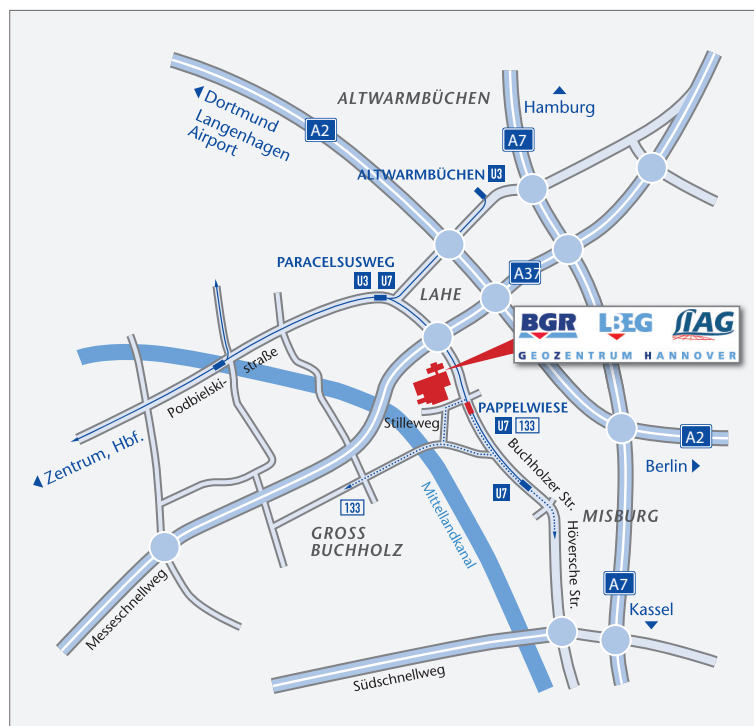 ALTWARMBÜCHEN
Hamburg
Dortmund
Langenhagen
Airport
A2
A7
ALTWARMBÜCHEN U3
PARACELSUSWEG
U3 U7
A37
LAHE
BGR LBEG LIAG
GEOZENTRUM HANNOVER
Podbielski-
straße
Stilleweg
PAPPELWIESE
U7 133
A2
Zentrum, Hbf.
Berlin
Buchholzer Str.
U7
133
Mittellandkanal
GROSS
BUCHHOLZ
MISBURG
Höversche Str.
Messeschnellweg
A7
Kassel
Südschnellweg